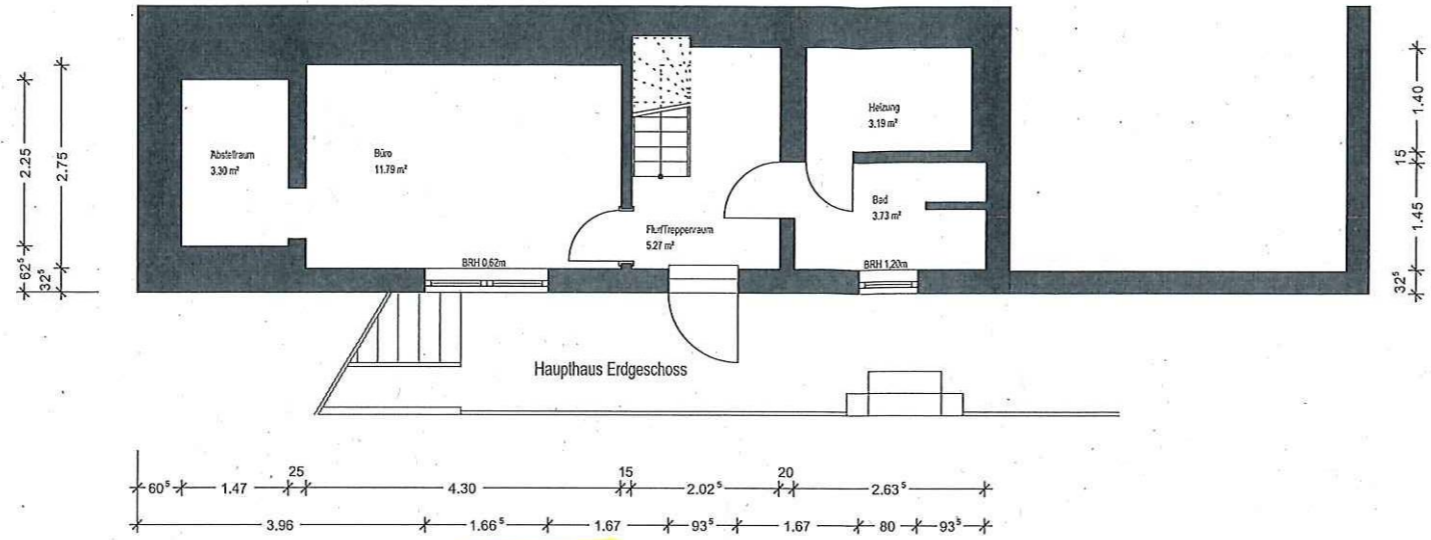 Abstellraum
3.30 m²
Büro
11.79 m²
BRH 0,62m
Flur/Treppenraum
5.27 m²
Heizung
3.19 m²
Bad
3.73 m²
BRH 1,20m
Haupthaus Erdgeschoss
2.25
62⁵
2.75
32⁵
1.40
15
1.45
32⁵
25 15 20
60⁵ 1.47 4.30 2.02⁵ 2.63⁵
3.96 1.66⁵ 1.67 93⁵ 1.67 80 93⁵